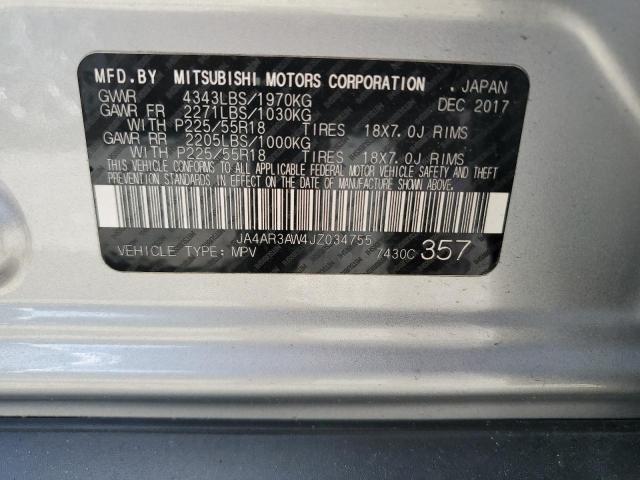 MFD.BY MITSUBISHI MOTORS CORPORATION . JAPAN
GWR 4343LBS/1970KG DEC 2017
GAWR FR 2271LBS/1030KG
WITH P225/55R18 TIRES 18X7.0J RIMS
GAWR RR 2205LBS/1000KG
WITH P225/55R18 TIRES 18X7.0J RIMS
THIS VEHICLE CONFORMS TO ALL APPLICABLE FEDERAL MOTOR VEHICLE SAFETY AND THEFT
PREVENTION STANDARDS IN EFFECT ON THE DATE OF MANUFACTURE SHOWN ABOVE.
JA4AR3AW4JZ034755
VEHICLE TYPE: MPV 7430C 357